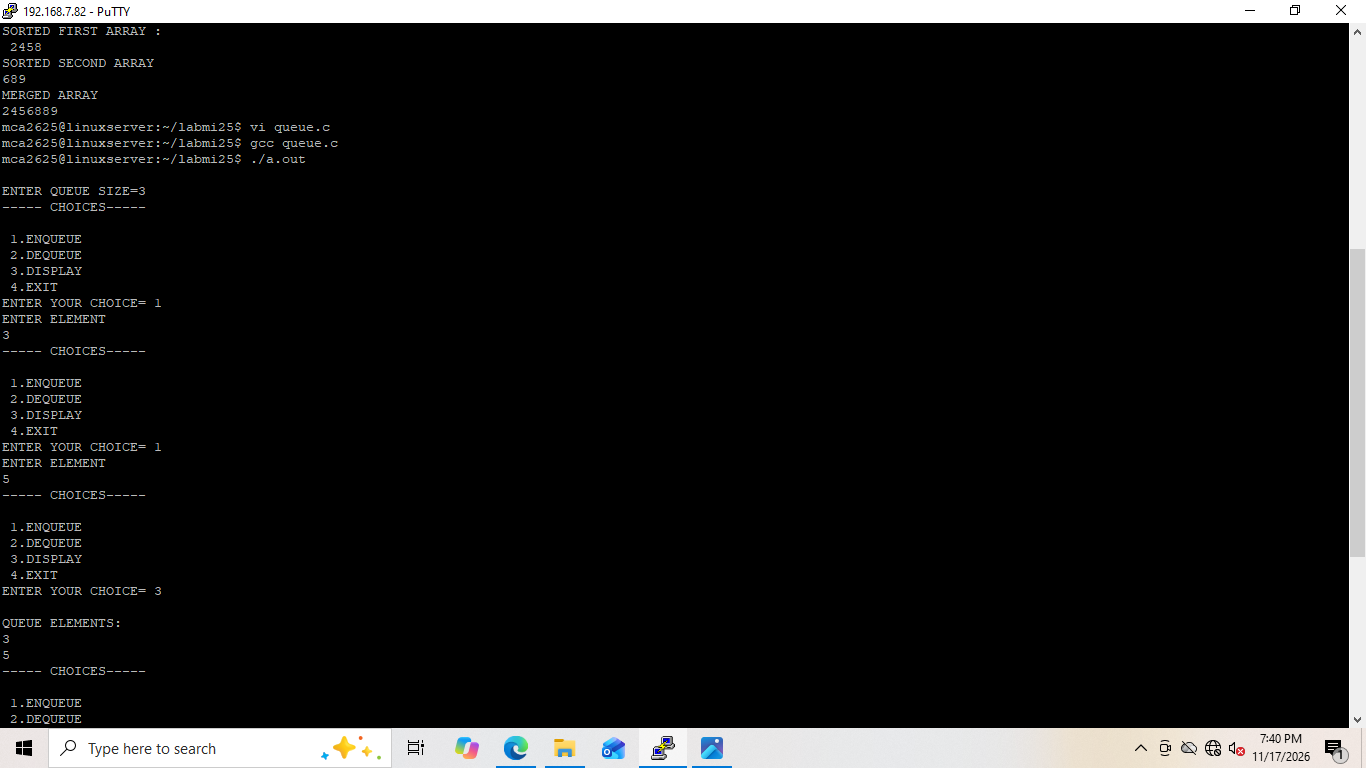 192.168.7.82 - PuTTY
SORTED FIRST ARRAY :
 2458
SORTED SECOND ARRAY
689
MERGED ARRAY
2456889
mca2625@linuxserver:~/labmi25$ vi queue.c
mca2625@linuxserver:~/labmi25$ gcc queue.c
mca2625@linuxserver:~/labmi25$ ./a.out

ENTER QUEUE SIZE=3
----- CHOICES-----

 1.ENQUEUE
 2.DEQUEUE
 3.DISPLAY
 4.EXIT
ENTER YOUR CHOICE= 1
ENTER ELEMENT
3
----- CHOICES-----

 1.ENQUEUE
 2.DEQUEUE
 3.DISPLAY
 4.EXIT
ENTER YOUR CHOICE= 1
ENTER ELEMENT
5
----- CHOICES-----

 1.ENQUEUE
 2.DEQUEUE
 3.DISPLAY
 4.EXIT
ENTER YOUR CHOICE= 3

QUEUE ELEMENTS:
3
5
----- CHOICES-----

 1.ENQUEUE
 2.DEQUEUE
Type here to search
7:40 PM
11/17/2026
1